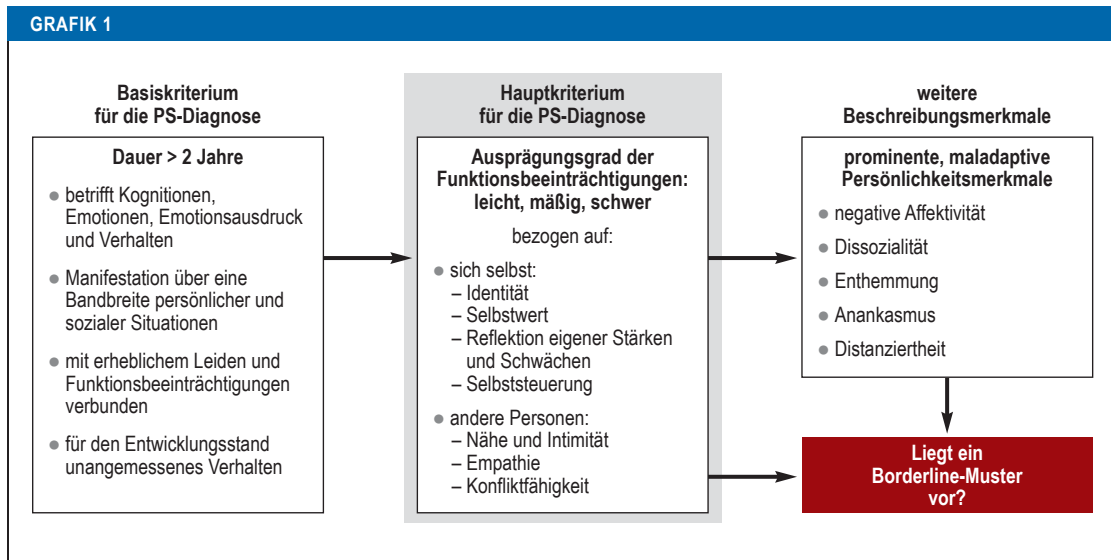 GRAFIK 1
Basiskriterium
für die PS-Diagnose
Dauer > 2 Jahre
● betrifft Kognitionen,
Emotionen, Emotionsausdruck
und Verhalten
● Manifestation über eine
Bandbreite persönlicher und
sozialer Situationen
● mit erheblichem Leiden und
Funktionsbeeinträchtigungen
verbunden
● für den Entwicklungsstand
unangemessenes Verhalten
Hauptkriterium
für die PS-Diagnose
Ausprägungsgrad der
Funktionsbeeinträchtigungen:
leicht, mäßig, schwer
bezogen auf:
● sich selbst:
– Identität
– Selbstwert
– Reflektion eigener Stärken
und Schwächen
– Selbststeuerung
● andere Personen:
– Nähe und Intimität
– Empathie
– Konfliktfähigkeit
weitere
Beschreibungsmerkmale
prominente, maladaptive
Persönlichkeitsmerkmale
● negative Affektivität
● Dissozialität
● Enthemmung
● Anankasmus
● Distanziertheit
Liegt ein
Borderline-Muster
vor?